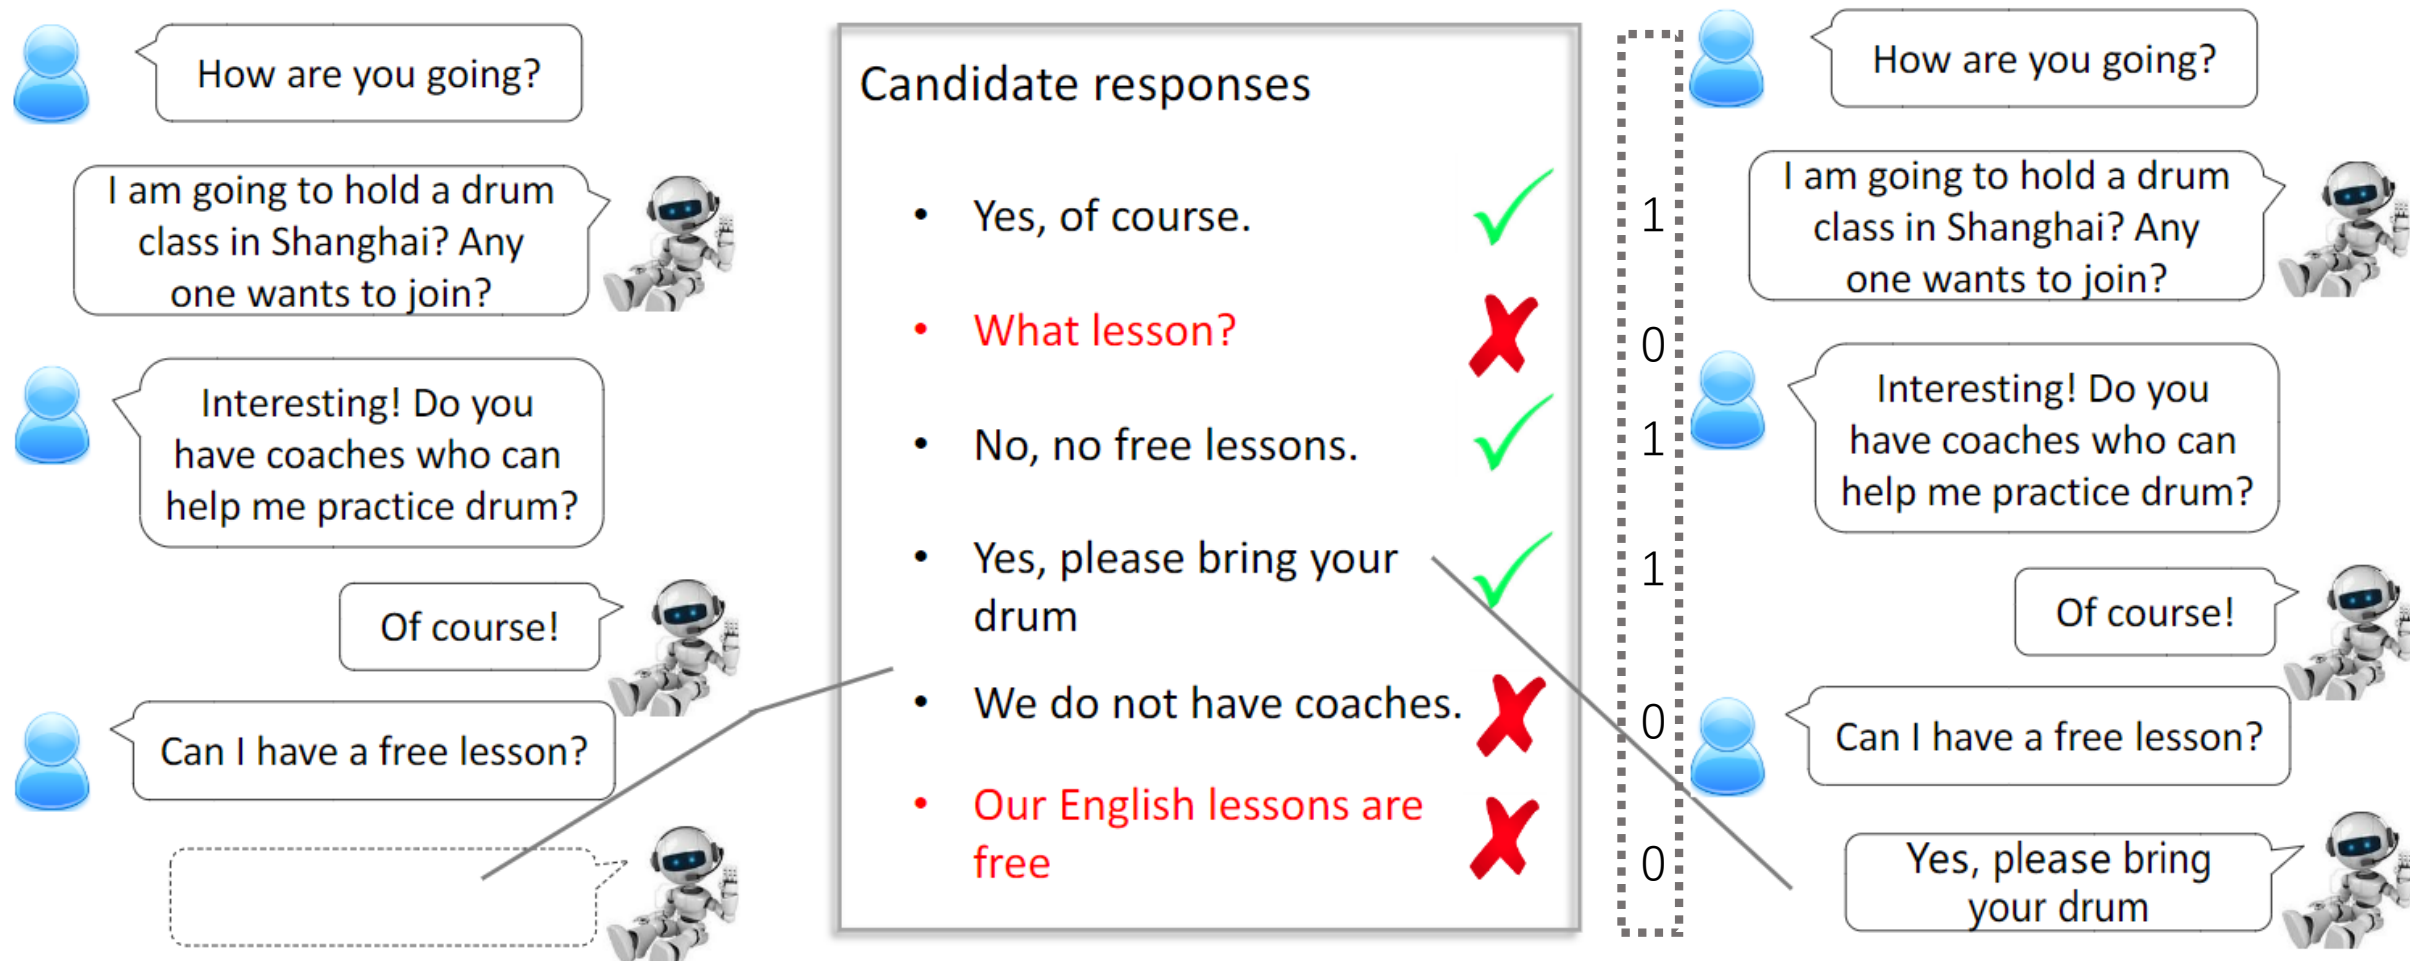 How are you going?
I am going to hold a drum
class in Shanghai? Any
one wants to join?
Interesting! Do you
have coaches who can
help me practice drum?
Of course!
Can I have a free lesson?
Candidate responses
• Yes, of course.
• What lesson?
• No, no free lessons.
• Yes, please bring your
drum
• We do not have coaches.
• Our English lessons are
free
1
0
1
1
0
0
How are you going?
I am going to hold a drum
class in Shanghai? Any
one wants to join?
Interesting! Do you
have coaches who can
help me practice drum?
Of course!
Can I have a free lesson?
Yes, please bring
your drum